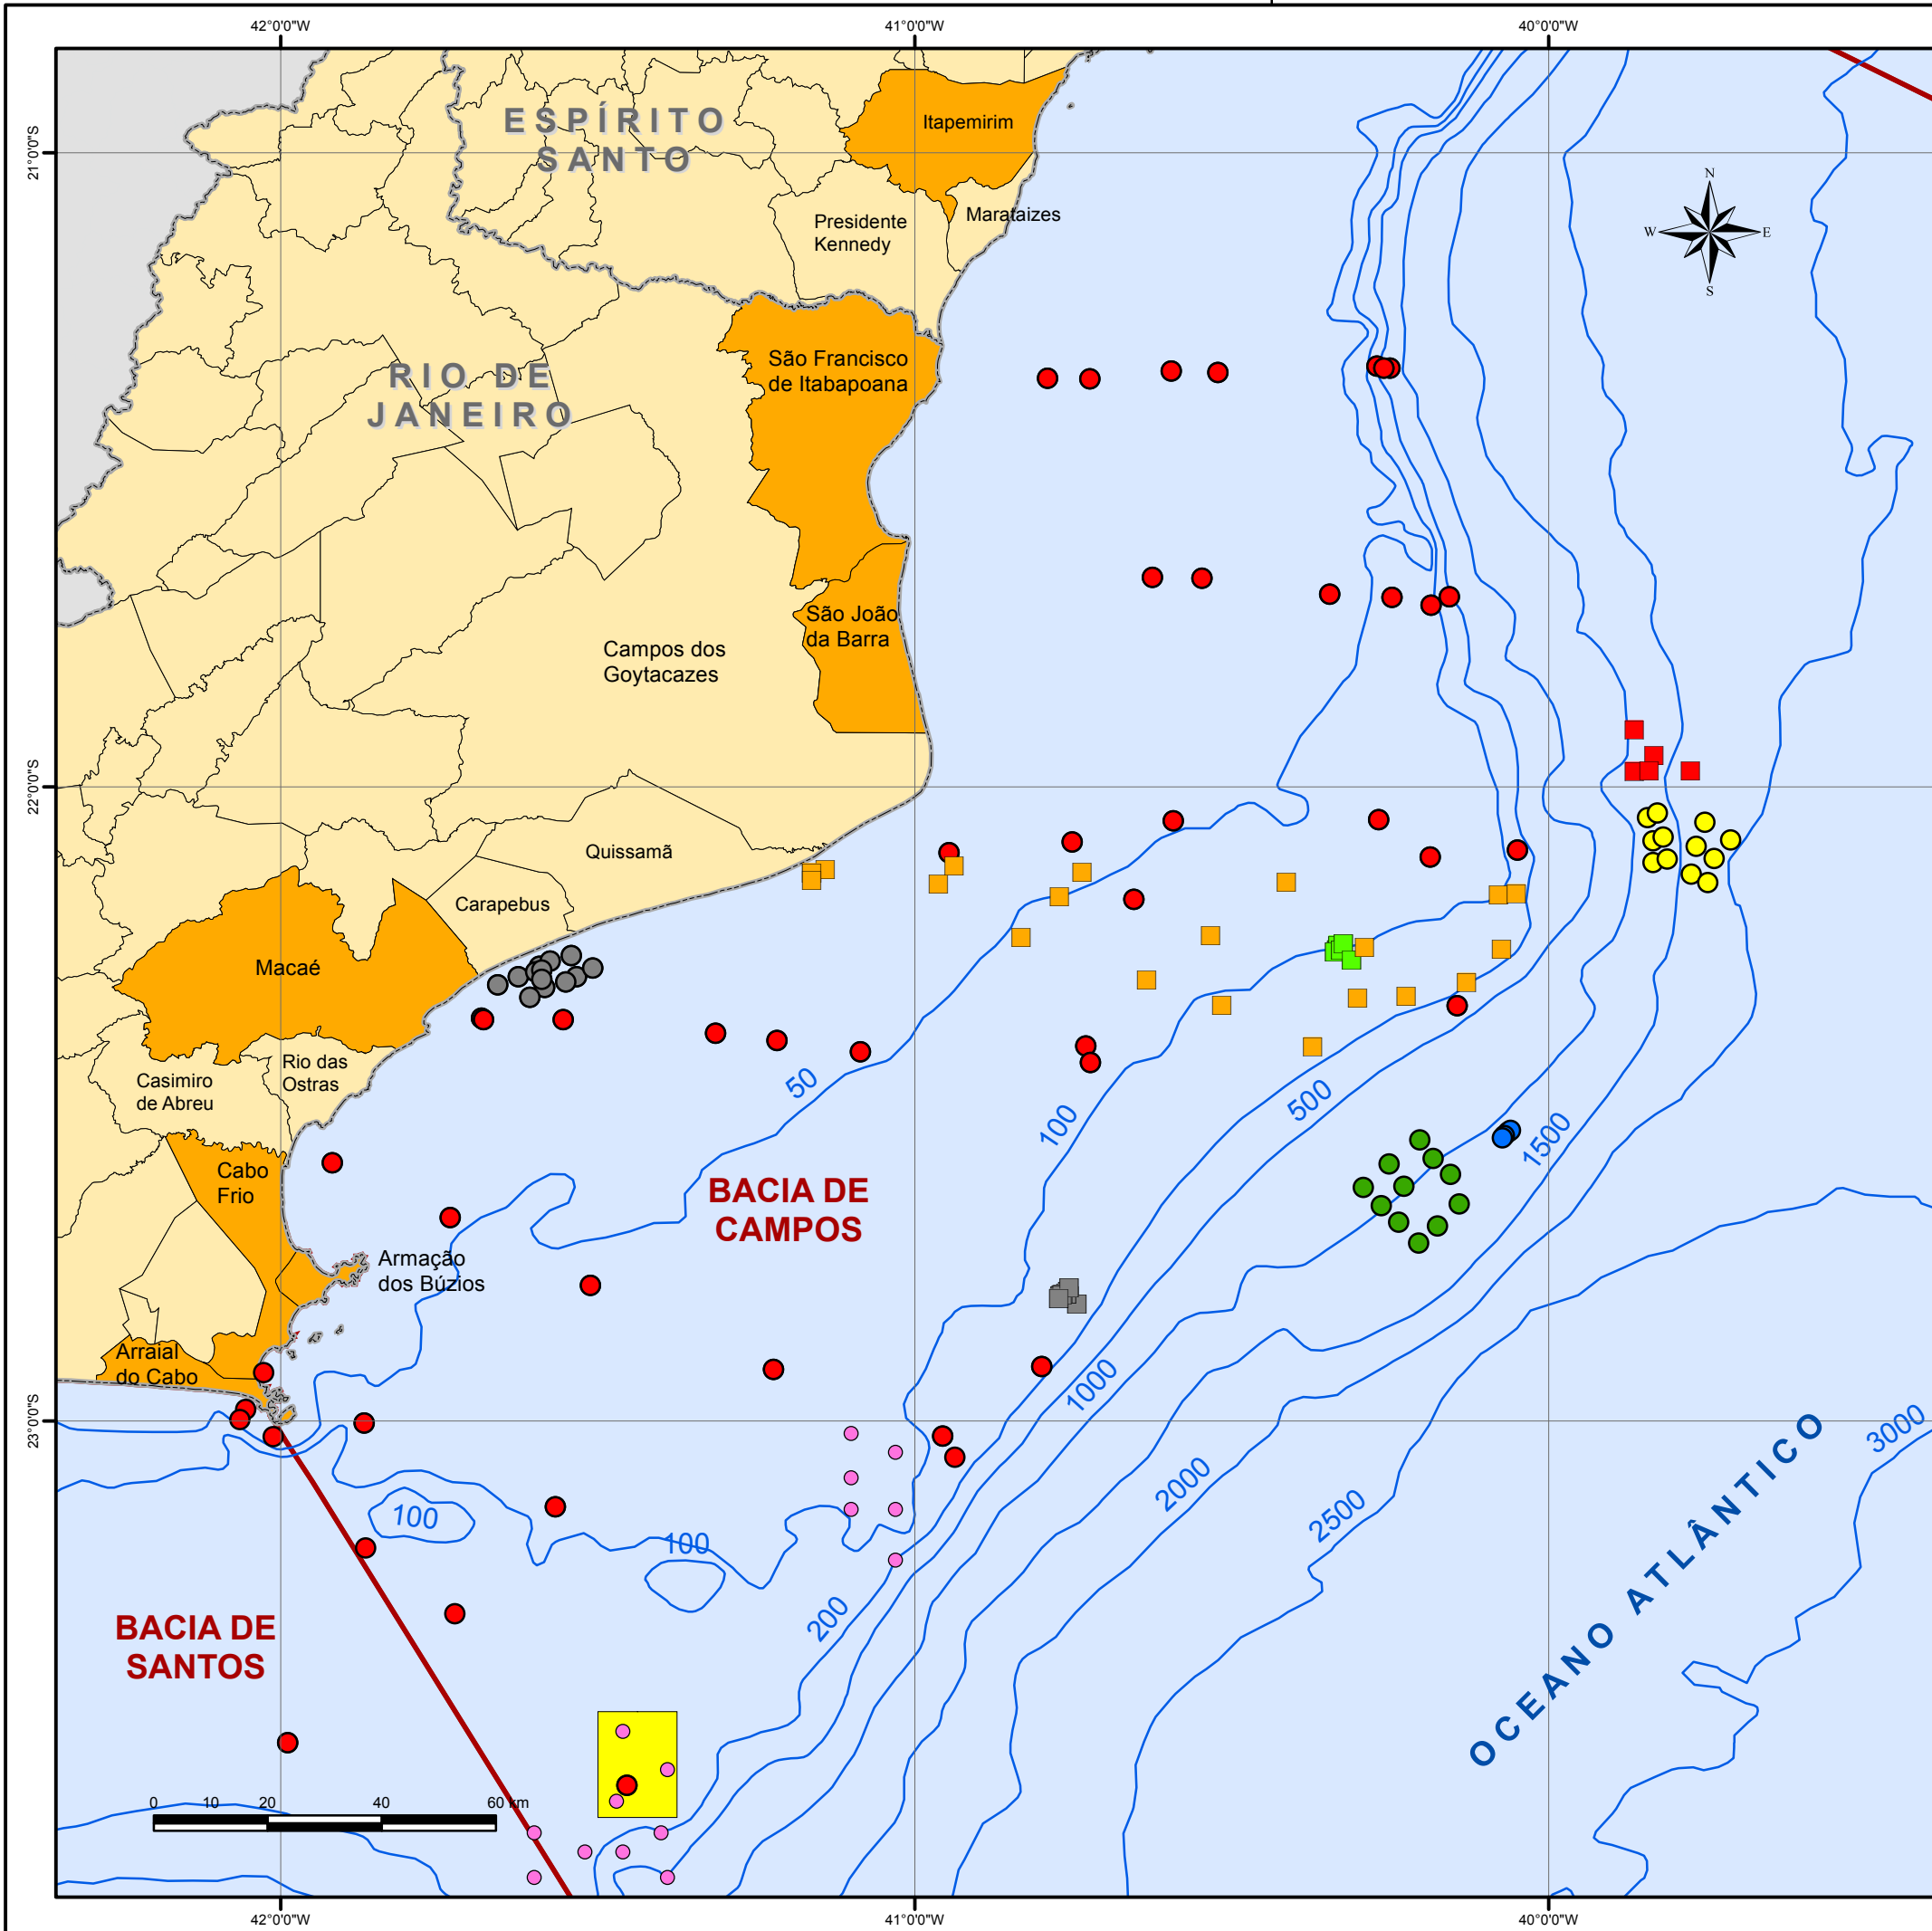 42°0'0"W
41°0'0"W
40°0'0"W
21°0'0"S
22°0'0"S
23°0'0"S
ESPÍRITO
SANTO
Itapemirim
Presidente
Kennedy
Marataizes
N
W
E
S
RIO DE
JANEIRO
São Francisco
de Itabapoana
São João
da Barra
Campos dos
Goytacazes
Quissamã
Carapebus
Macaé
Rio das
Ostras
Casimiro
de Abreu
Cabo
Frio
Armação
dos Búzios
Arraial
do Cabo
50
100
500
1500
BACIA DE
CAMPOS
1000
2000
2500
3000
100
100
200
BACIA DE
SANTOS
OCEANO ATLÂNTICO
0 10 20 40 60 km
42°0'0"W
41°0'0"W
40°0'0"W